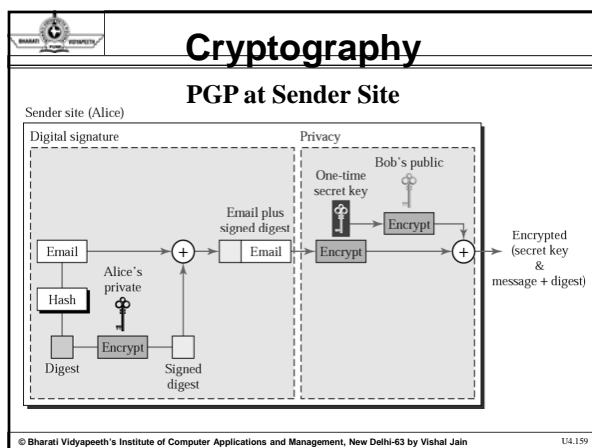 BHARATI
VIDYAPEETH
PUNE
Cryptography
PGP at Sender Site
Sender site (Alice)
Digital signature
Privacy
Bob's public
One-time
secret key
Encrypt
Email plus
signed digest
Email
+
Email
Encrypt
+
Encrypted
(secret key
&
message + digest)
Alice's
private
Hash
Encrypt
Digest
Signed
digest
© Bharati Vidyapeeth's Institute of Computer Applications and Management, New Delhi-63 by Vishal Jain
U4.159